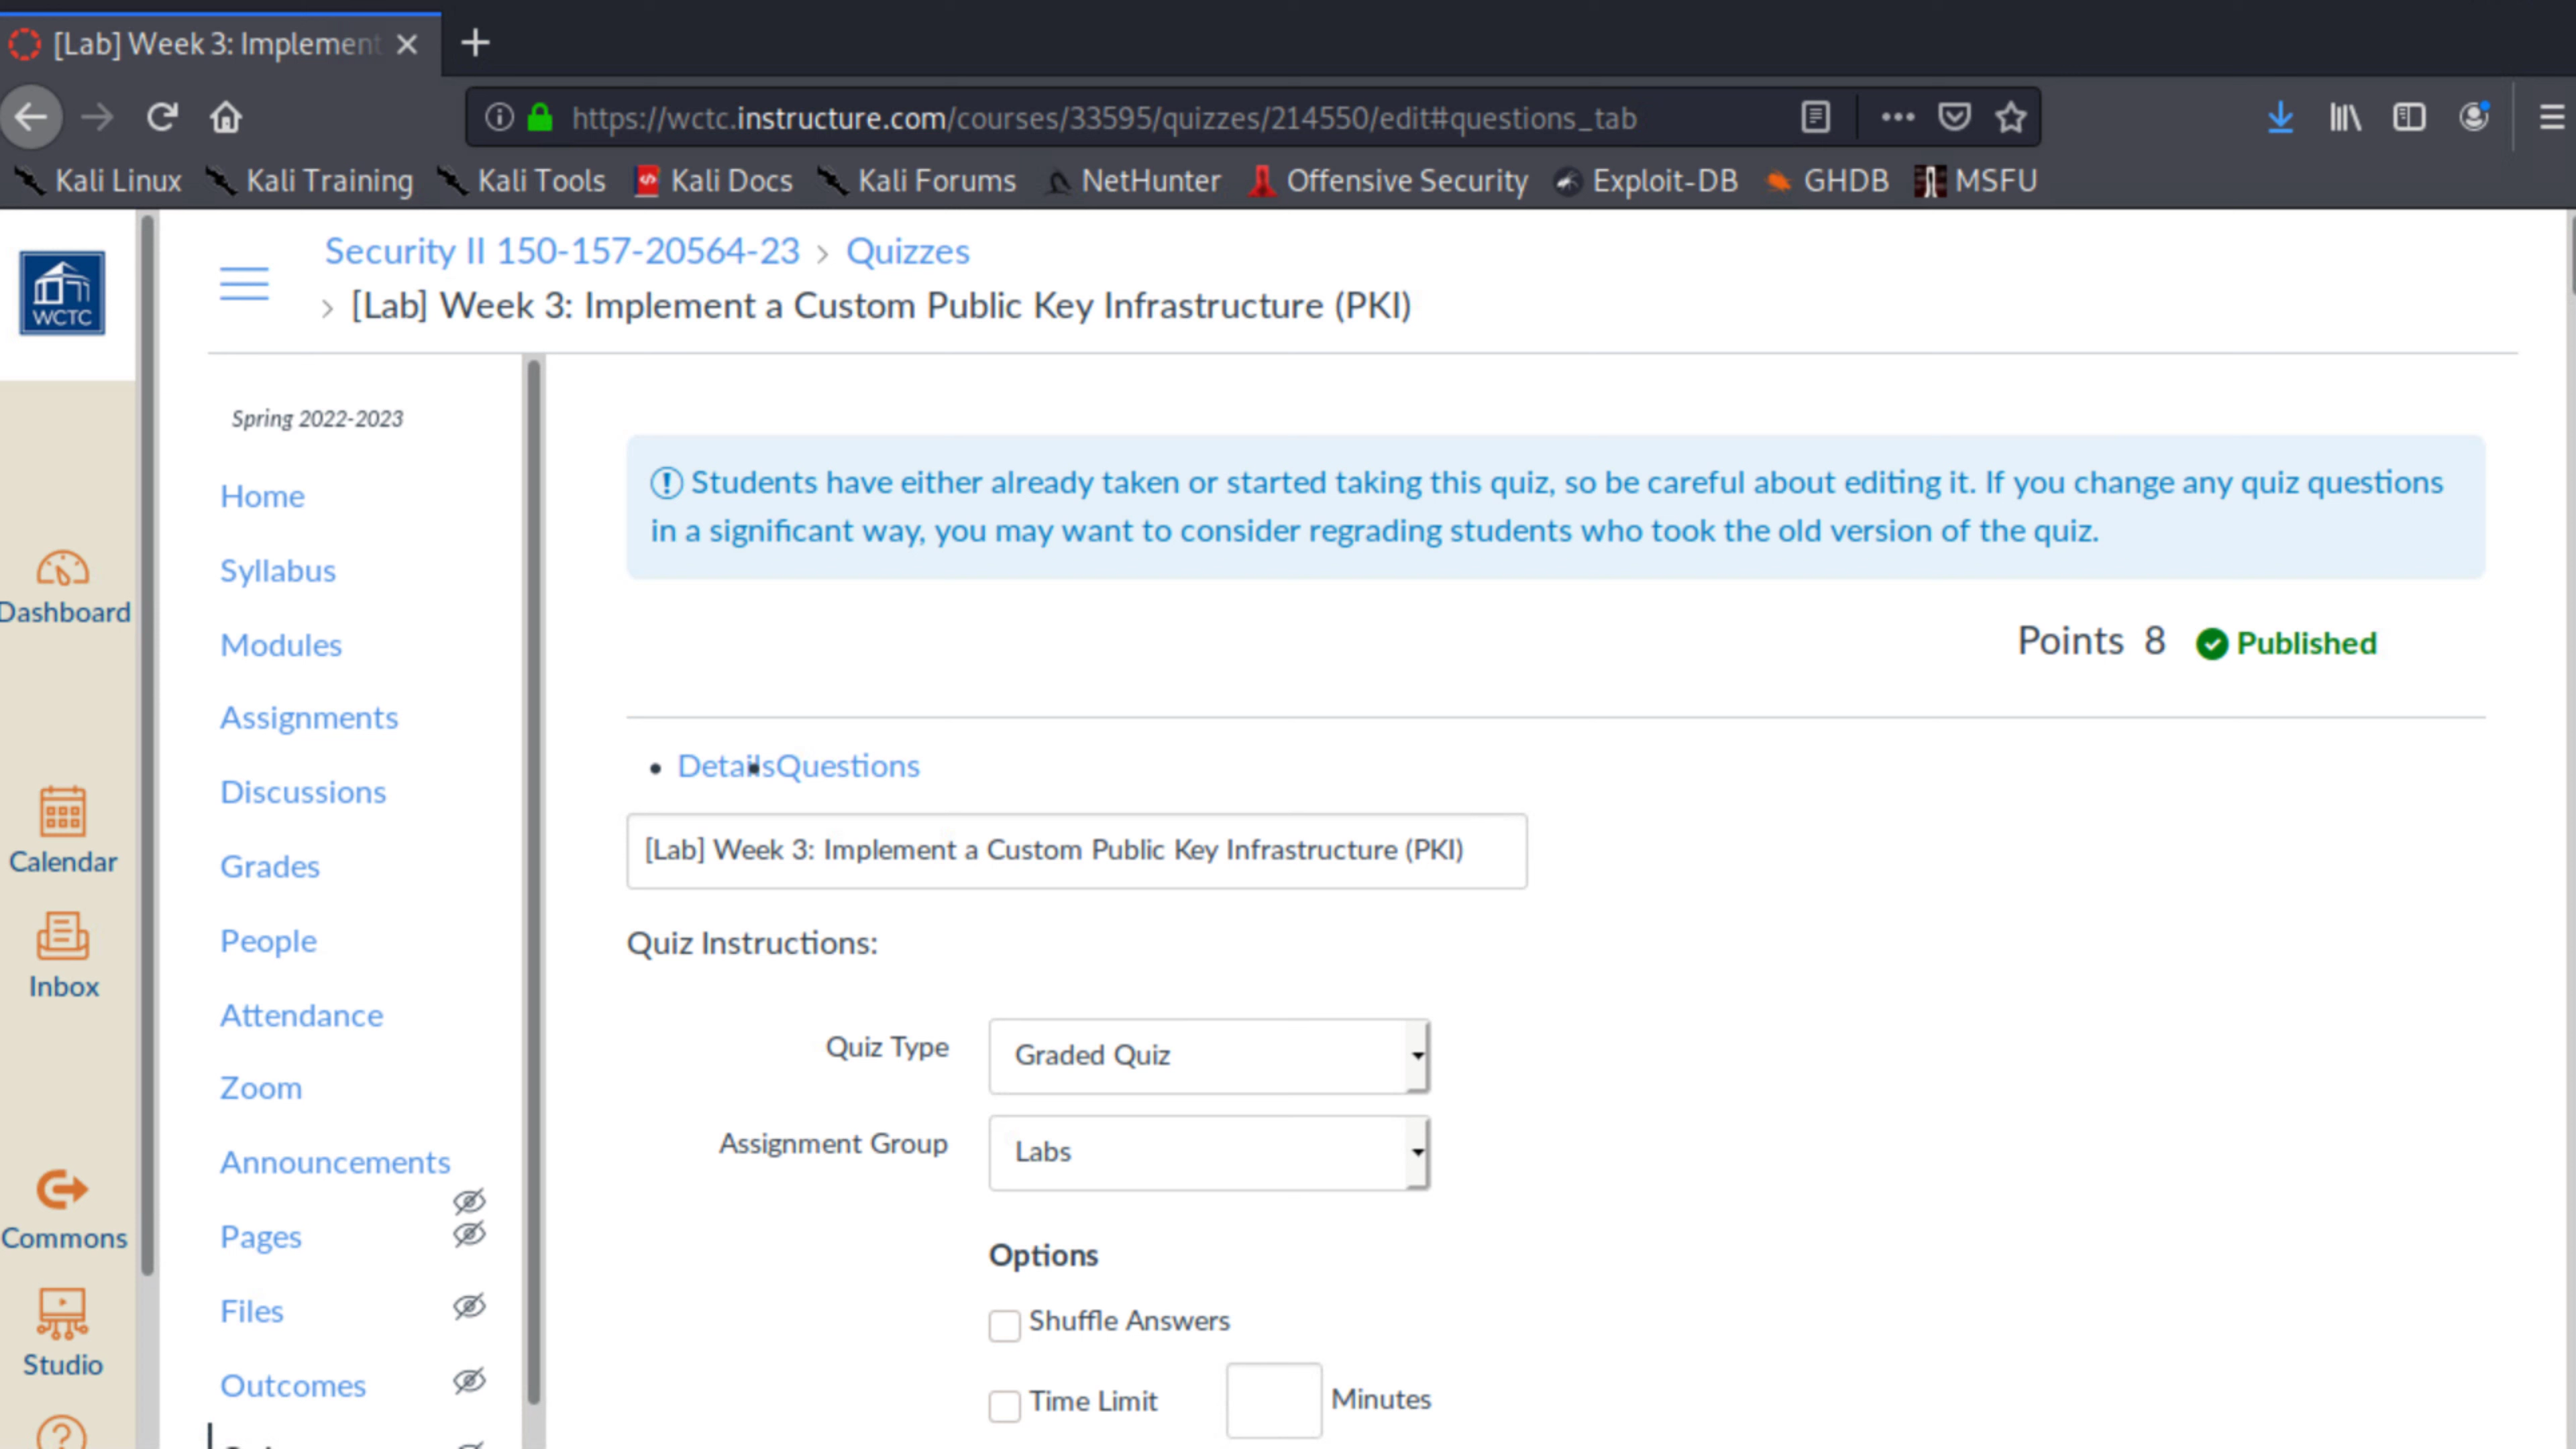 [Lab] Week 3: Implement
https://wctc.instructure.com/courses/33595/quizzes/214550/edit#questions_tab
Kali Linux Kali Training Kali Tools Kali Docs Kali Forums NetHunter Offensive Security Exploit-DB GHDB MSFU
WCTC
Security II 150-157-20564-23 > Quizzes
> [Lab] Week 3: Implement a Custom Public Key Infrastructure (PKI)
Dashboard
Calendar
Inbox
Commons
Studio
Spring 2022-2023
Home
Syllabus
Modules
Assignments
Discussions
Grades
People
Attendance
Zoom
Announcements
Pages
Files
Outcomes
Students have either already taken or started taking this quiz, so be careful about editing it. If you change any quiz questions
in a significant way, you may want to consider regrading students who took the old version of the quiz.
Points 8 Published
• DetailsQuestions
[Lab] Week 3: Implement a Custom Public Key Infrastructure (PKI)
Quiz Instructions:
Quiz Type Graded Quiz
Assignment Group Labs
Options
Shuffle Answers
Time Limit Minutes